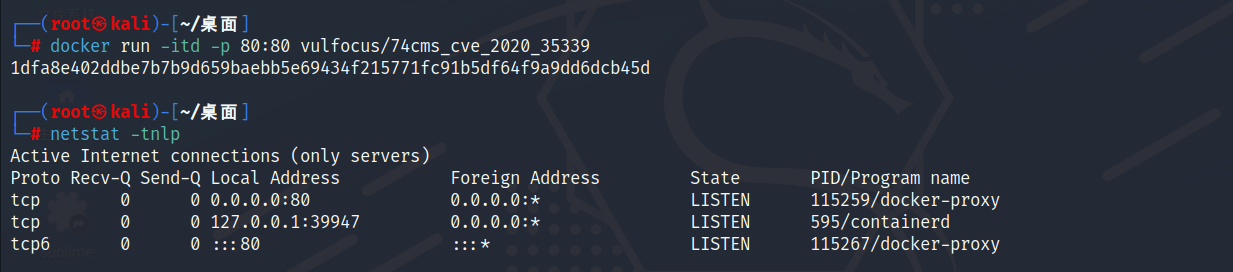 ┌──(root㉿kali)-[~/桌面]
└─# docker run -itd -p 80:80 vulfocus/74cms_cve_2020_35339
1dfa8e402ddbe7b7b9d659baebb5e69434f215771fc91b5df64f9a9dd6dcb45d
┌──(root㉿kali)-[~/桌面]
└─# netstat -tnlp
Active Internet connections (only servers)
Proto Recv-Q Send-Q Local Address           Foreign Address         State       PID/Program name
tcp        0      0 0.0.0.0:80              0.0.0.0:*               LISTEN      115259/docker-proxy
tcp        0      0 127.0.0.1:39947         0.0.0.0:*               LISTEN      595/containerd
tcp6       0      0 :::80                   :::*                    LISTEN      115267/docker-proxy